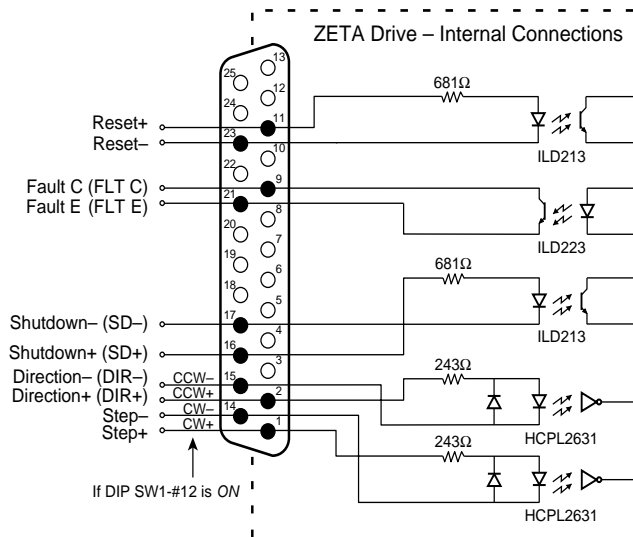 ZETA Drive – Internal Connections
13
25
12
24
11
23
10
22
9
21
8
20
7
19
6
18
5
17
4
16
3
15
2
14
1
Reset+
Reset–
Fault C (FLT C)
Fault E (FLT E)
Shutdown– (SD–)
Shutdown+ (SD+)
Direction– (DIR–)
CCW–
Direction+ (DIR+)
CCW+
Step–
CW–
Step+
CW+
If DIP SW1-#12 is ON
681Ω
ILD213
ILD223
681Ω
ILD213
243Ω
HCPL2631
243Ω
HCPL2631